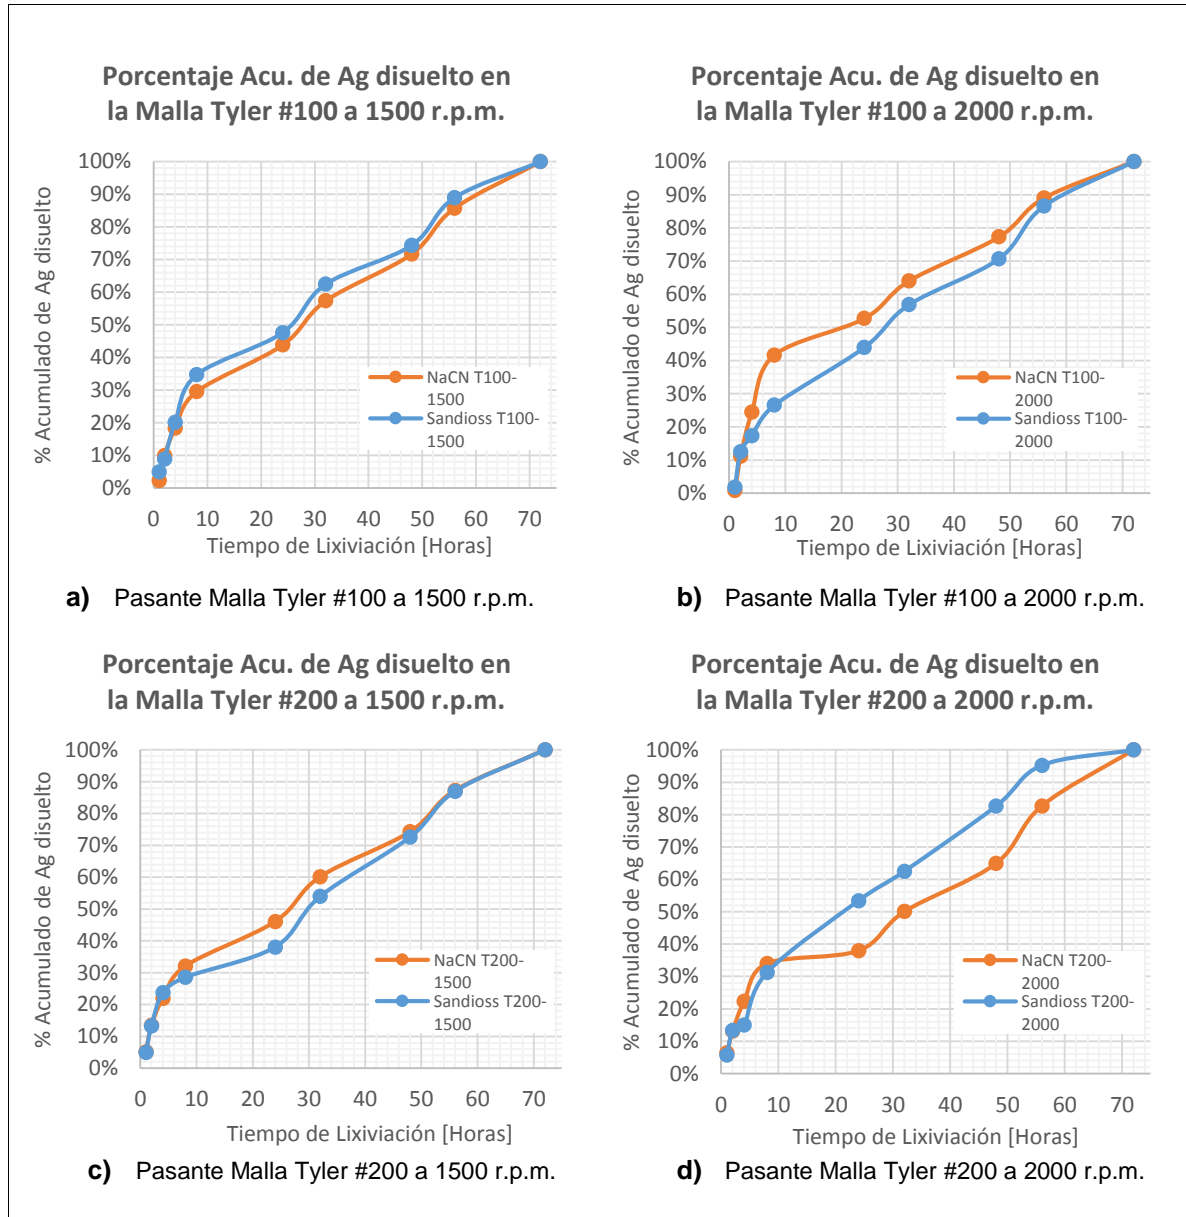 Porcentaje Acu. de Ag disuelto en
la Malla Tyler #100 a 1500 r.p.m.
% Acumulado de Ag disuelto
100%
90%
80%
70%
60%
50%
40%
30%
20%
10%
0%
NaCN T100-
1500
Sandioss T100-
1500
0 10 20 30 40 50 60 70
Tiempo de Lixiviación [Horas]
a) Pasante Malla Tyler #100 a 1500 r.p.m.
Porcentaje Acu. de Ag disuelto en
la Malla Tyler #100 a 2000 r.p.m.
% Acumulado de Ag disuelto
100%
90%
80%
70%
60%
50%
40%
30%
20%
10%
0%
NaCN T100-
2000
Sandioss T100-
2000
0 10 20 30 40 50 60 70
Tiempo de Lixiviación [Horas]
b) Pasante Malla Tyler #100 a 2000 r.p.m.
Porcentaje Acu. de Ag disuelto en
la Malla Tyler #200 a 1500 r.p.m.
% Acumulado de Ag disuelto
100%
90%
80%
70%
60%
50%
40%
30%
20%
10%
0%
NaCN T200-
1500
Sandioss T200-
1500
0 10 20 30 40 50 60 70
Tiempo de Lixiviación [Horas]
c) Pasante Malla Tyler #200 a 1500 r.p.m.
Porcentaje Acu. de Ag disuelto en
la Malla Tyler #200 a 2000 r.p.m.
% Acumulado de Ag disuelto
100%
90%
80%
70%
60%
50%
40%
30%
20%
10%
0%
NaCN T200-
2000
Sandioss T200-
2000
0 10 20 30 40 50 60 70
Tiempo de Lixiviación [Horas]
d) Pasante Malla Tyler #200 a 2000 r.p.m.